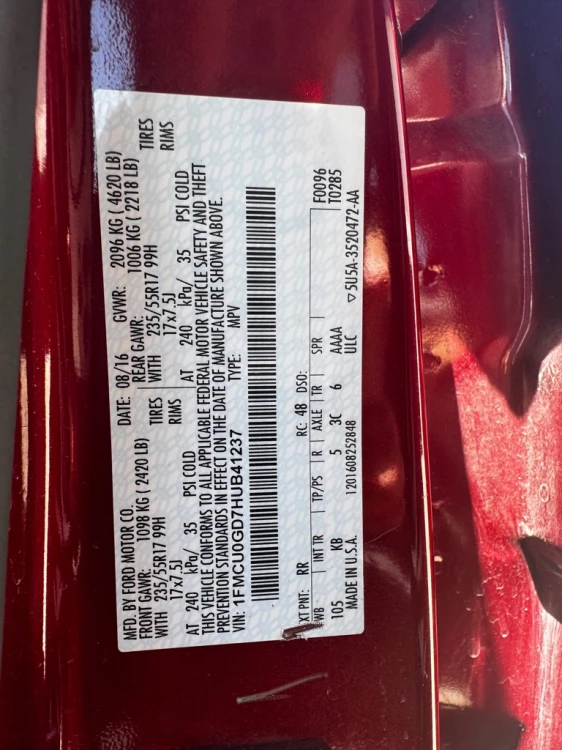 MFD. BY FORD MOTOR CO. DATE: 08/16 GVWR: 2096 KG ( 4620 LB)
FRONT GAWR: 1098 KG ( 2420 LB) REAR GAWR: 1006 KG ( 2218 LB)
WITH 235/55R17 99H TIRES WITH 235/55R17 99H TIRES
17x7.5J RIMS 17x7.5J RIMS
AT 240 kPa/ 35 PSI COLD AT 240 kPa/ 35 PSI COLD
THIS VEHICLE CONFORMS TO ALL APPLICABLE FEDERAL MOTOR VEHICLE SAFETY AND THEFT
PREVENTION STANDARDS IN EFFECT ON THE DATE OF MANUFACTURE SHOWN ABOVE.
VIN: 1FMCU0GD7HUB41237 TYPE: MPV
EXT PNT: RR RC: 48 DSO: F0096
WB INT TR TP/PS R AXLE TR SPR T0285
105 KB 5 3C 6 AAAA
MADE IN U.S.A. 1201608252848 ULC ▽ 5U5A-3520472-AA